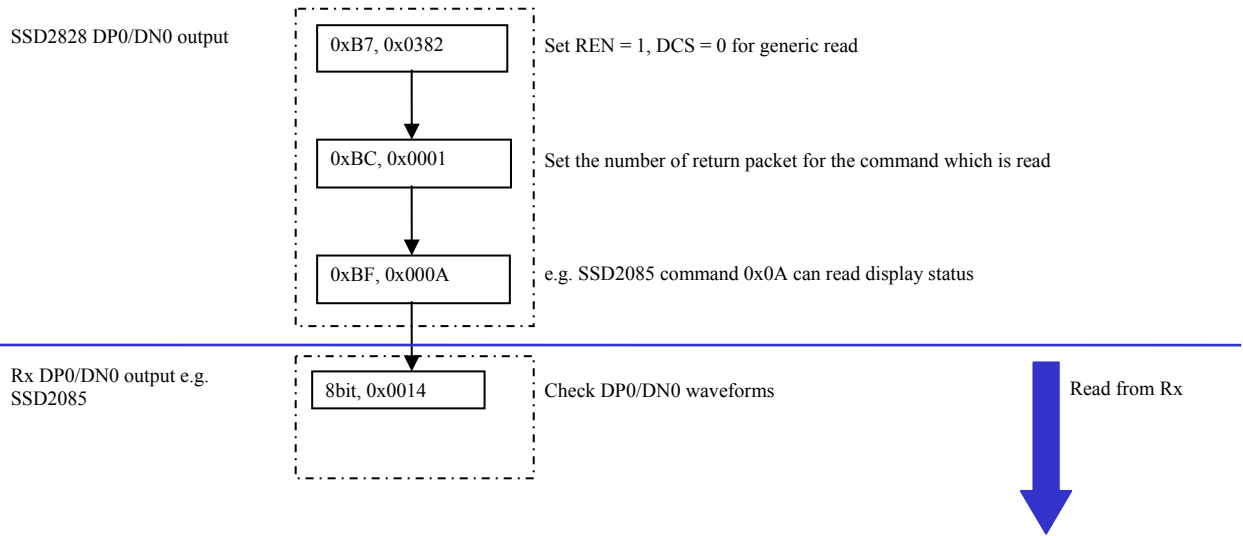 SSD2828 DP0/DN0 output
0xB7, 0x0382
Set REN = 1, DCS = 0 for generic read
0xBC, 0x0001
Set the number of return packet for the command which is read
0xBF, 0x000A
e.g. SSD2085 command 0x0A can read display status
Rx DP0/DN0 output e.g.
SSD2085
8bit, 0x0014
Check DP0/DN0 waveforms
Read from Rx